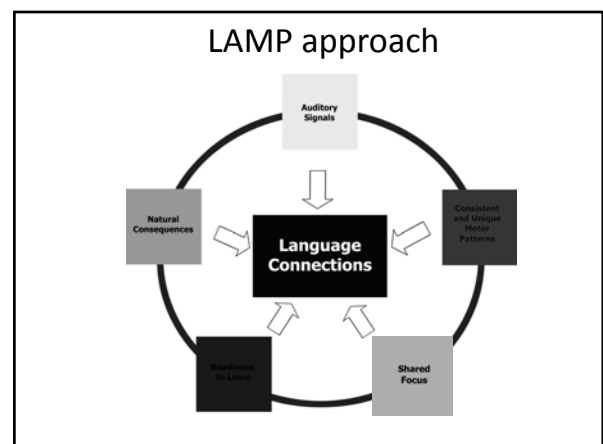 LAMP approach
Auditory
Signals
Natural
Consequences
Consistent
and Unique
Motor
Patterns
Language
Connections
Readiness
to Learn
Shared
Focus